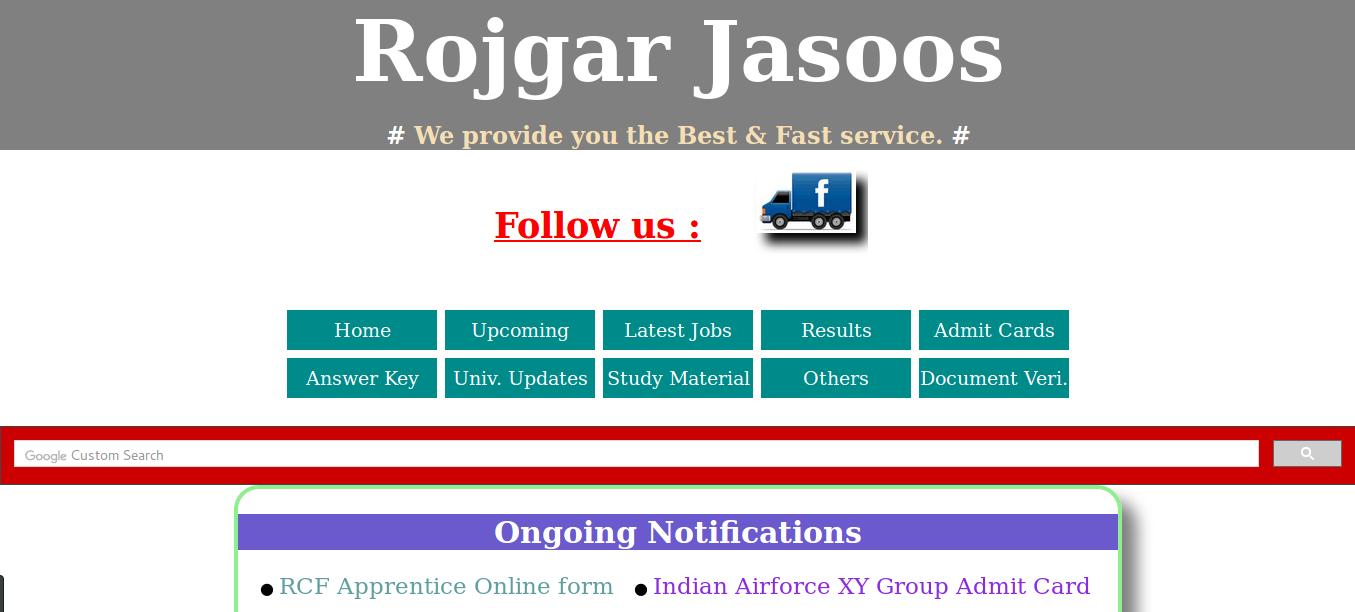 Rojgar Jasoos
# We provide you the Best & Fast service. #
f
Follow us :
Home Upcoming Latest Jobs Results Admit Cards
Answer Key Univ. Updates Study Material Others Document Veri.
Google Custom Search
Ongoing Notifications
● RCF Apprentice Online form ● Indian Airforce XY Group Admit Card